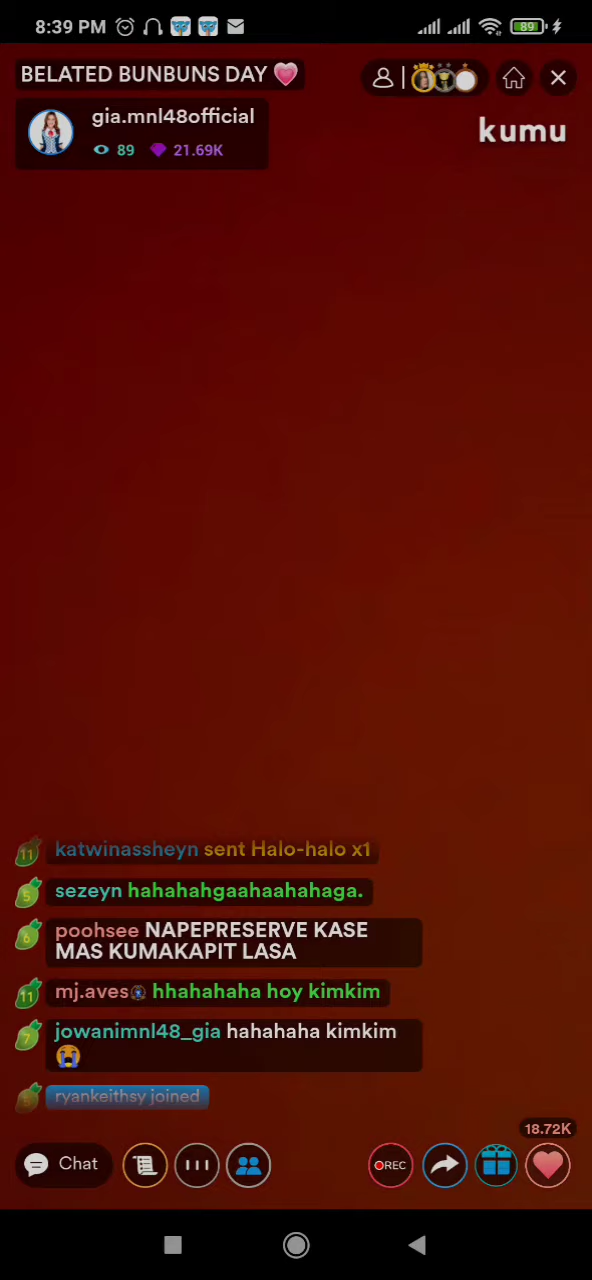 8:39 PM
89
BELATED BUNBUNS DAY
gia.mnl48official
89 21.69K
kumu
11 katwinassheyn sent Halo-halo x1
5 sezeyn hahahahgaahaahahaga.
6 poohsee NAPEPRESERVE KASE
MAS KUMAKAPIT LASA
11 mj.aves hhahahaha hoy kimkim
7 jowanimnl48_gia hahahaha kimkim
ryankeithsy joined
18.72K
Chat
REC